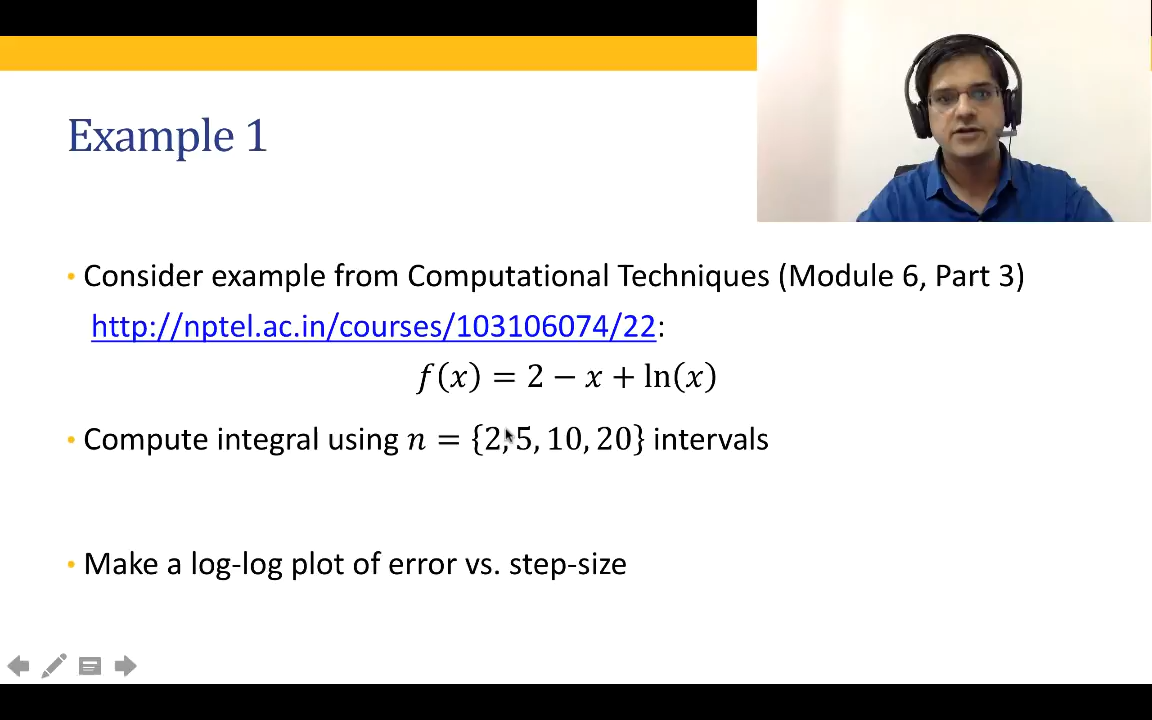 Example 1
• Consider example from Computational Techniques (Module 6, Part 3)
http://nptel.ac.in/courses/103106074/22:
f(x) = 2 − x + ln(x)
• Compute integral using n = {2, 5, 10, 20} intervals
• Make a log-log plot of error vs. step-size